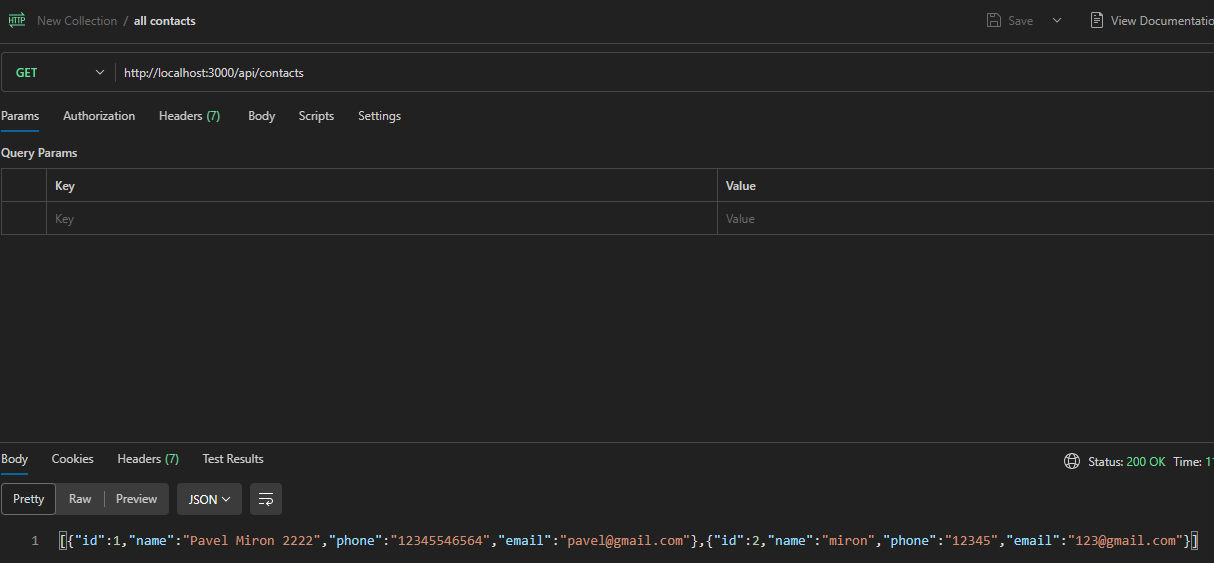 HTTP New Collection / all contacts Save View Documentatio
GET http://localhost:3000/api/contacts
Params Authorization Headers (7) Body Scripts Settings
Query Params
Key Value
Key Value
Body Cookies Headers (7) Test Results Status: 200 OK Time: 1
Pretty Raw Preview JSON
1 [{"id":1,"name":"Pavel Miron 2222","phone":"12345546564","email":"pavel@gmail.com"},{"id":2,"name":"miron","phone":"12345","email":"123@gmail.com"}]